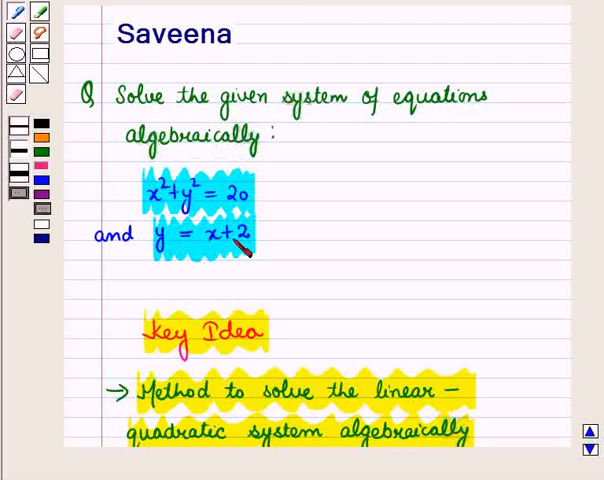 Saveena
Q Solve the given system of equations
algebraically :
x²+y² = 20
and y = x+2
Key Idea
→ Method to solve the linear –
quadratic system algebraically